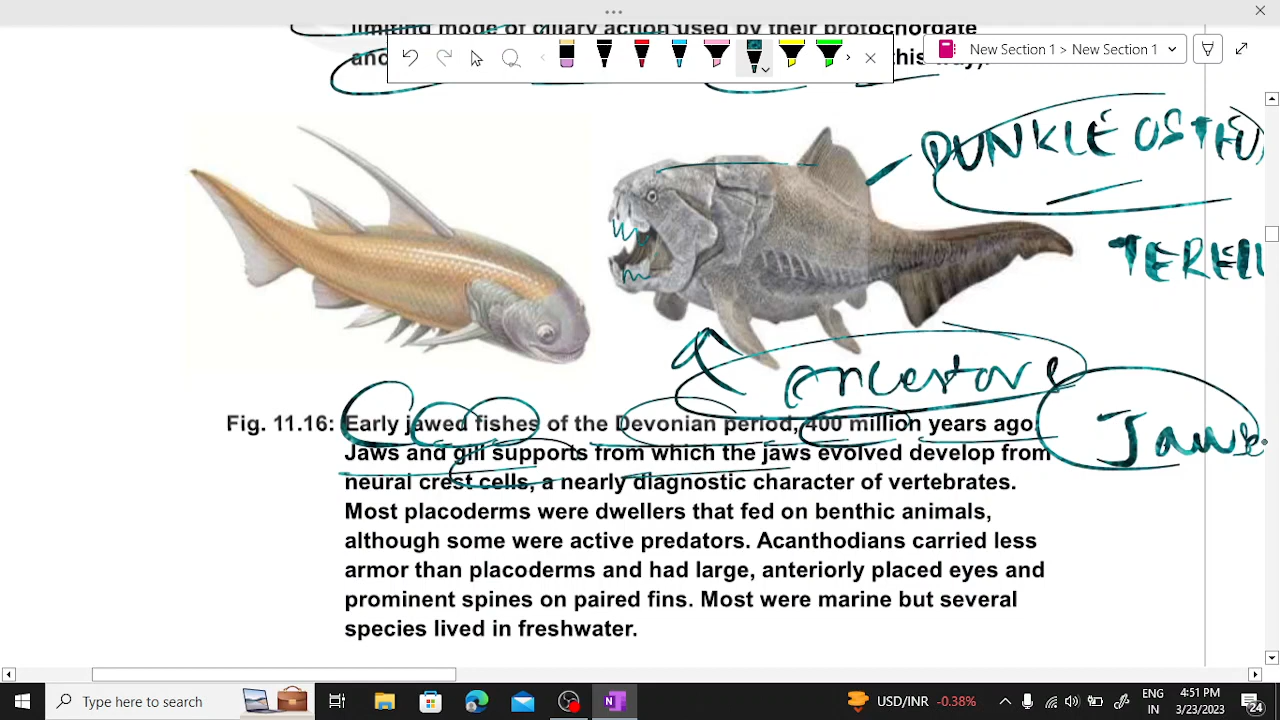 limiting mode of ciliary action used by their protochordate
New Section 1 > New Section 1
DUNKLE OSTEU
TERELL
ancestor
Jaws
Fig. 11.16: Early jawed fishes of the Devonian period, 400 million years ago.
Jaws and gill supports from which the jaws evolved develop from
neural crest cells, a nearly diagnostic character of vertebrates.
Most placoderms were dwellers that fed on benthic animals,
although some were active predators. Acanthodians carried less
armor than placoderms and had large, anteriorly placed eyes and
prominent spines on paired fins. Most were marine but several
species lived in freshwater.
Type here to search
USD/INR -0.38%
ENG
IN
4:51 PM
3/23/2023
24